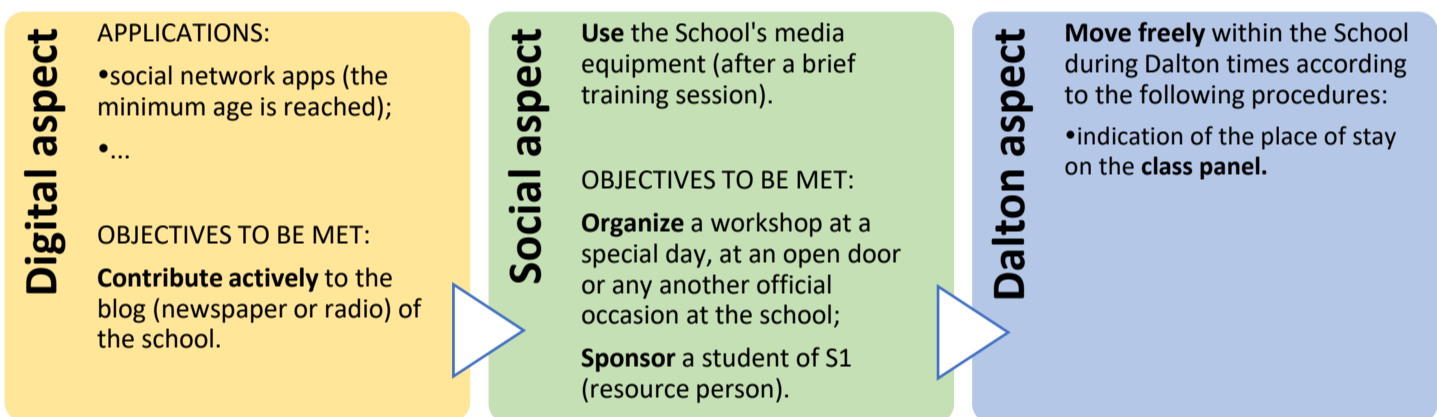 Digital aspect
APPLICATIONS:
•social network apps (the
minimum age is reached);
•...
OBJECTIVES TO BE MET:
Contribute actively to the
blog (newspaper or radio) of
the school.
Social aspect
Use the School's media
equipment (after a brief
training session).
OBJECTIVES TO BE MET:
Organize a workshop at a
special day, at an open door
or any another official
occasion at the school;
Sponsor a student of S1
(resource person).
Dalton aspect
Move freely within the School
during Dalton times according
to the following procedures:
•indication of the place of stay
on the class panel.